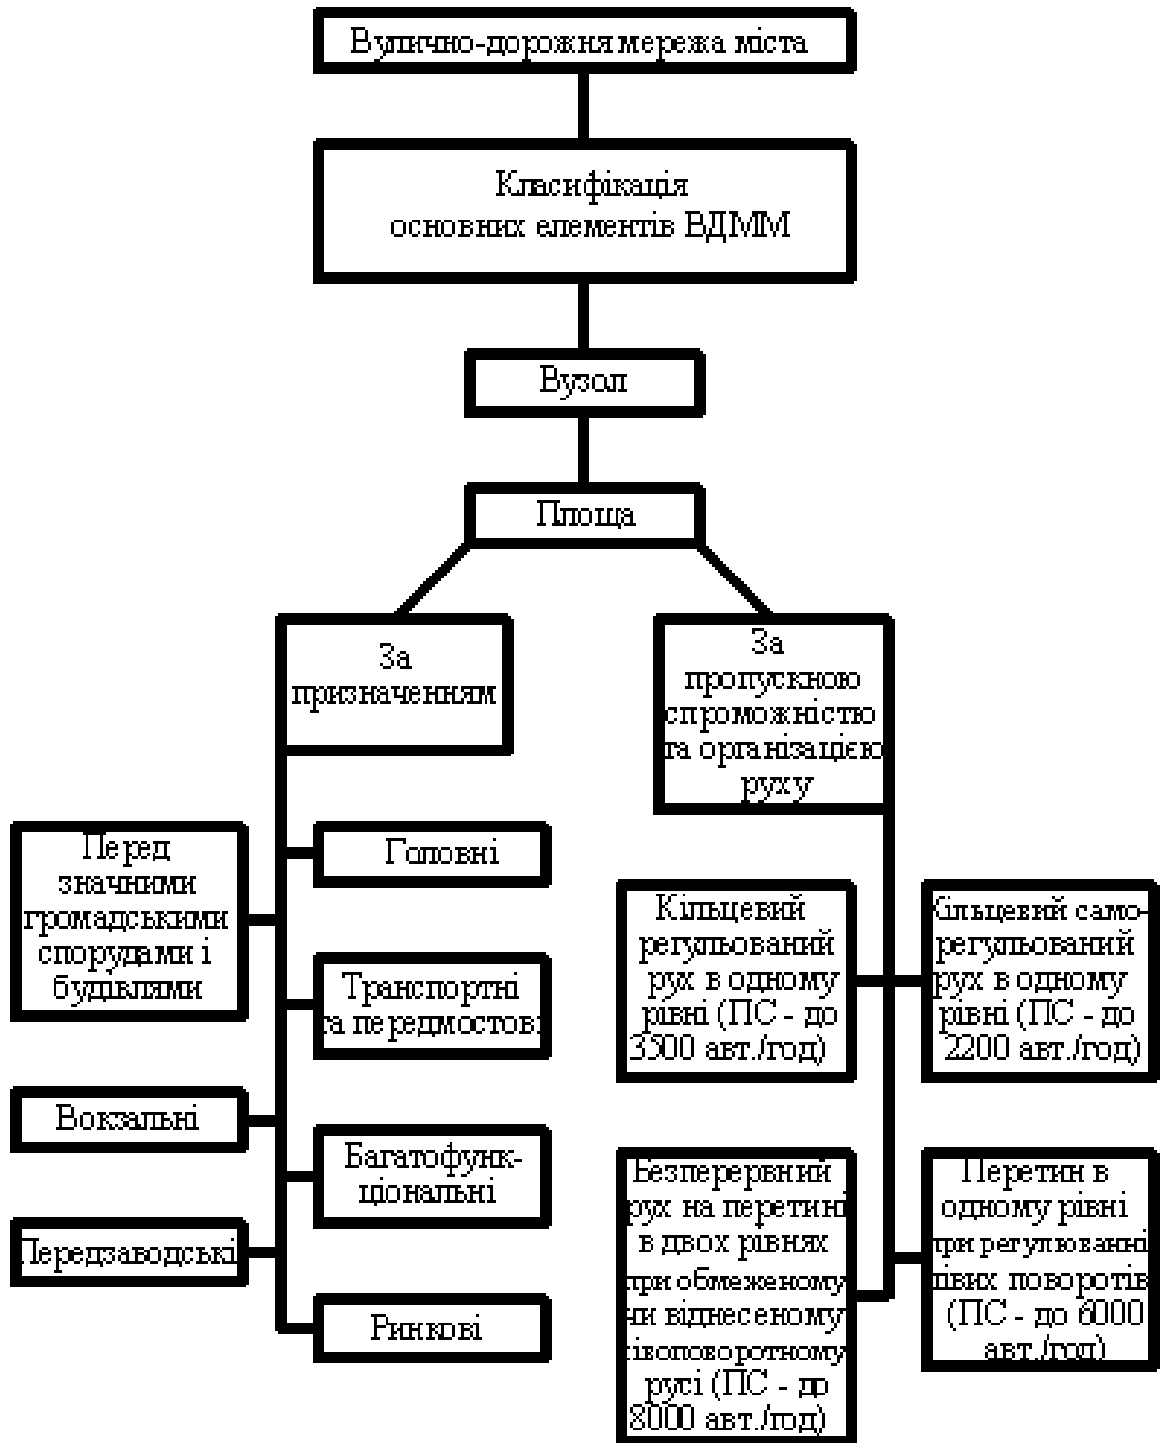 Вулично-дорожня мережа міста
Класифікація
основних елементів ВДММ
Вузол
Площа
За
призначенням
За
пропускною
спроможністю
та організацією
руху
Перед
значними
громадськими
спорудами і
будівлями
Головні
Транспортні
та передмостові
Вокзальні
Багатофунк-
ціональні
Передзаводські
Ринкові
Кільцевий
регульований
рух в одному
рівні (ПС - до
3500 авт./год)
Кільцевий само-
регульований
рух в одному
рівні (ПС - до
2200 авт./год)
Безперервний
рух на перетині
в двох рівнях
при обмеженому
чи віднесеному
лівоповоротному
русі (ПС - до
8000 авт./год)
Перетин в
одному рівні
при регулюванні
лівих поворотів
(ПС - до 6000
авт./год)